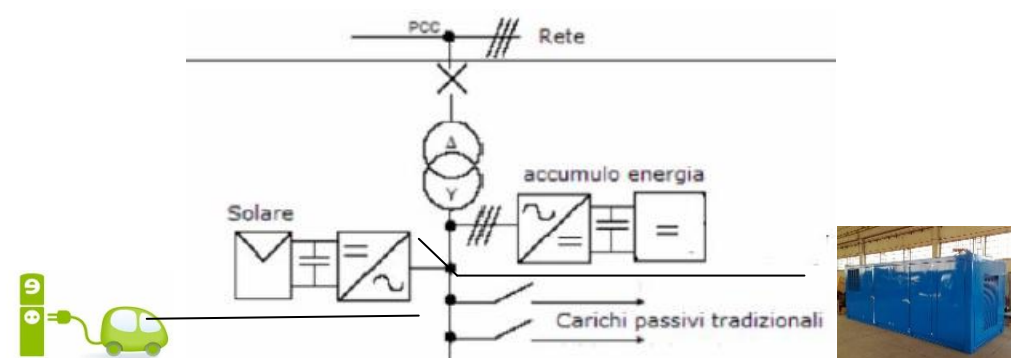 PCC
Rete
Δ
Y
accumulo energia
Solare
Carichi passivi tradizionali